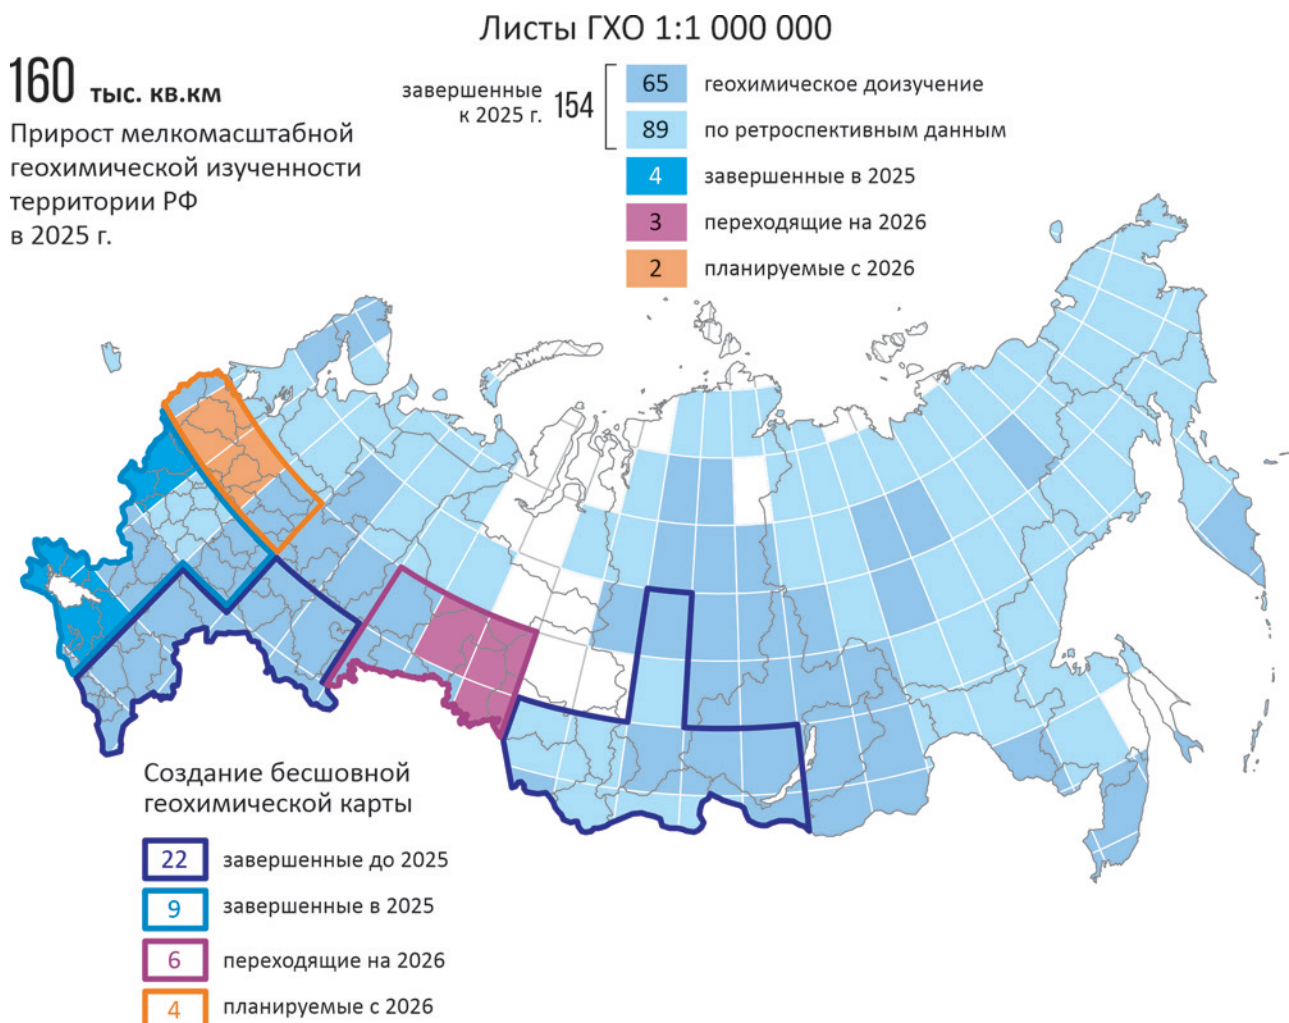 Листы ГХО 1:1 000 000
160 тыс. кв.км
Прирост мелкомасштабной
геохимической изученности
территории РФ
в 2025 г.
завершенные
к 2025 г.
154
65 геохимическое доизучение
89 по ретроспективным данным
4 завершенные в 2025
3 переходящие на 2026
2 планируемые с 2026
Создание бесшовной
геохимической карты
22 завершенные до 2025
9 завершенные в 2025
6 переходящие на 2026
4 планируемые с 2026